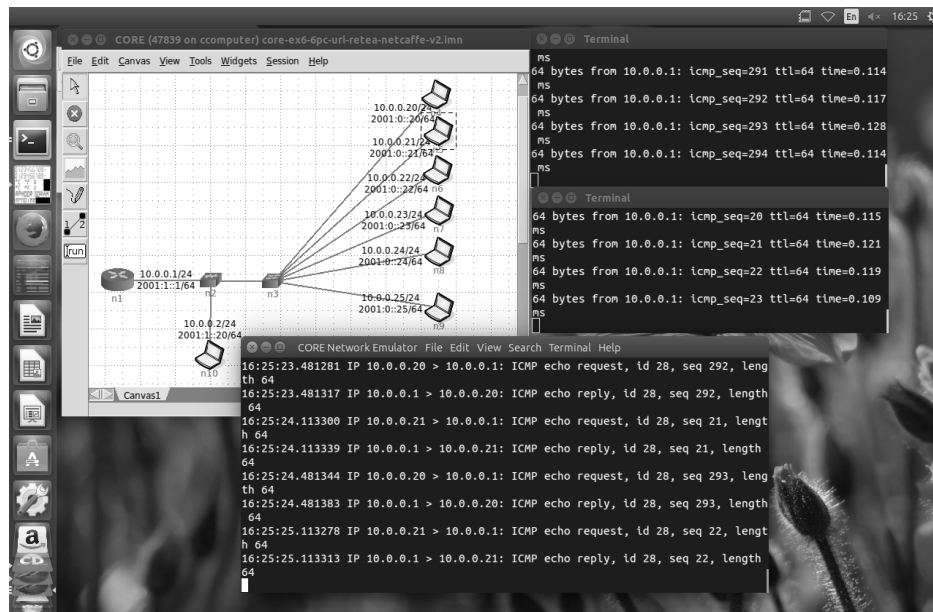 En
16:25
CORE (47839 on ccomputer) core-ex6-6pc-uri-retea-netcaffe-v2.imn
File Edit Canvas View Tools Widgets Session Help
10.0.0.20/24
2001:0::20/64
10.0.0.21/24
2001:0::21/64
n5
10.0.0.22/24
2001:0::22/64
n6
10.0.0.23/24
2001:0::23/64
n7
10.0.0.24/24
2001:0::24/64
n8
10.0.0.25/24
2001:0::25/64
n9
1/2
run
10.0.0.1/24
2001:1::1/64
n1
n2
n3
10.0.0.2/24
2001:1::20/64
n10
Canvas1
Terminal
ms
64 bytes from 10.0.0.1: icmp_seq=291 ttl=64 time=0.114
ms
64 bytes from 10.0.0.1: icmp_seq=292 ttl=64 time=0.117
ms
64 bytes from 10.0.0.1: icmp_seq=293 ttl=64 time=0.128
ms
64 bytes from 10.0.0.1: icmp_seq=294 ttl=64 time=0.114
ms
Terminal
64 bytes from 10.0.0.1: icmp_seq=20 ttl=64 time=0.115
ms
64 bytes from 10.0.0.1: icmp_seq=21 ttl=64 time=0.121
ms
64 bytes from 10.0.0.1: icmp_seq=22 ttl=64 time=0.119
ms
64 bytes from 10.0.0.1: icmp_seq=23 ttl=64 time=0.109
ms
CORE Network Emulator File Edit View Search Terminal Help
16:25:23.481281 IP 10.0.0.20 > 10.0.0.1: ICMP echo request, id 28, seq 292, leng
th 64
16:25:23.481317 IP 10.0.0.1 > 10.0.0.20: ICMP echo reply, id 28, seq 292, length
64
16:25:24.113300 IP 10.0.0.21 > 10.0.0.1: ICMP echo request, id 28, seq 21, lengt
h 64
16:25:24.113339 IP 10.0.0.1 > 10.0.0.21: ICMP echo reply, id 28, seq 21, length
64
16:25:24.481344 IP 10.0.0.20 > 10.0.0.1: ICMP echo request, id 28, seq 293, leng
th 64
16:25:24.481383 IP 10.0.0.1 > 10.0.0.20: ICMP echo reply, id 28, seq 293, length
64
16:25:25.113278 IP 10.0.0.21 > 10.0.0.1: ICMP echo request, id 28, seq 22, lengt
h 64
16:25:25.113313 IP 10.0.0.1 > 10.0.0.21: ICMP echo reply, id 28, seq 22, length
64